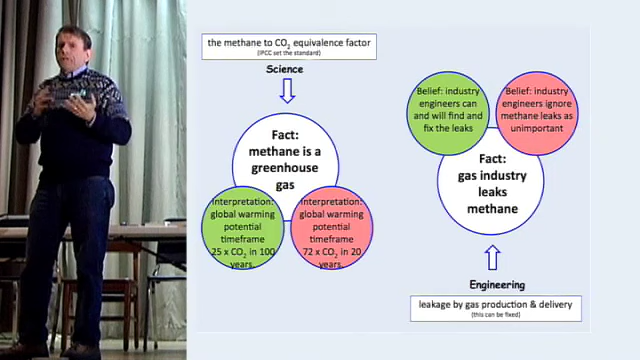 the methane to CO₂ equivalence factor
(IPCC set the standard)
Science
Fact:
methane is a
greenhouse
gas
Interpretation:
global warming
potential
timeframe
25 x CO₂ in 100
years.
Interpretation:
global warming
potential
timeframe
72 x CO₂ in 20
years.
Belief: industry
engineers can
and will find and
fix the leaks
Belief: industry
engineers ignore
methane leaks as
unimportant
Fact:
gas industry
leaks
methane
Engineering
leakage by gas production & delivery
(this can be fixed)